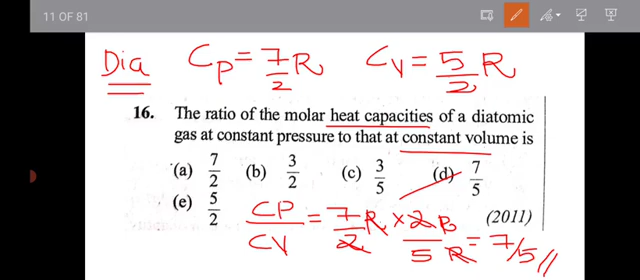 11 OF 81
Dia Cp = 7/2 R Cv = 5/2 R
16. The ratio of the molar heat capacities of a diatomic
gas at constant pressure to that at constant volume is
(a) 7/2 (b) 3/2 (c) 3/5 (d) 7/5
(e) 5/2 (2011)
CP/CV = 7/2 R × 2/5 R = 7/5 //